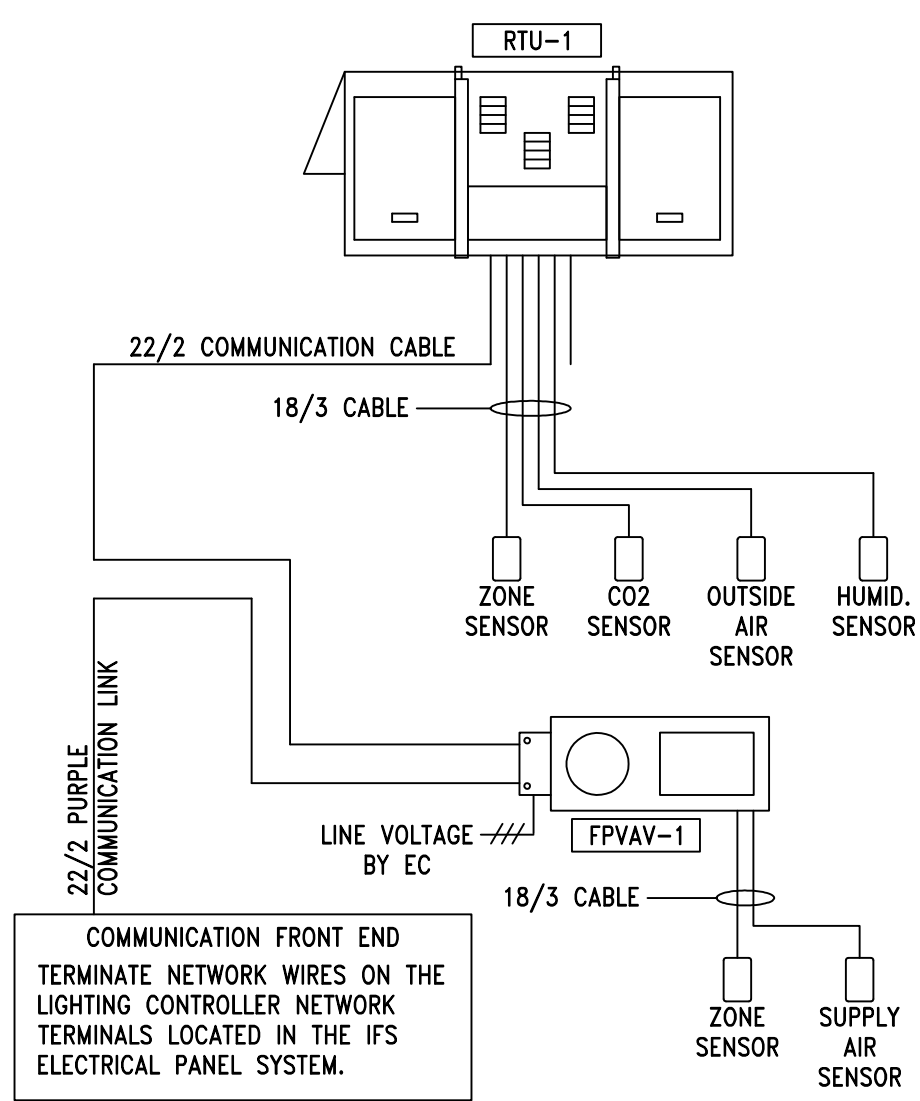 RTU-1
22/2 COMMUNICATION CABLE
18/3 CABLE
ZONE
SENSOR
CO2
SENSOR
OUTSIDE
AIR
SENSOR
HUMID.
SENSOR
22/2 PURPLE
COMMUNICATION LINK
LINE VOLTAGE
BY EC
FPVAV-1
18/3 CABLE
COMMUNICATION FRONT END
TERMINATE NETWORK WIRES ON THE
LIGHTING CONTROLLER NETWORK
TERMINALS LOCATED IN THE IFS
ELECTRICAL PANEL SYSTEM.
ZONE
SENSOR
SUPPLY
AIR
SENSOR